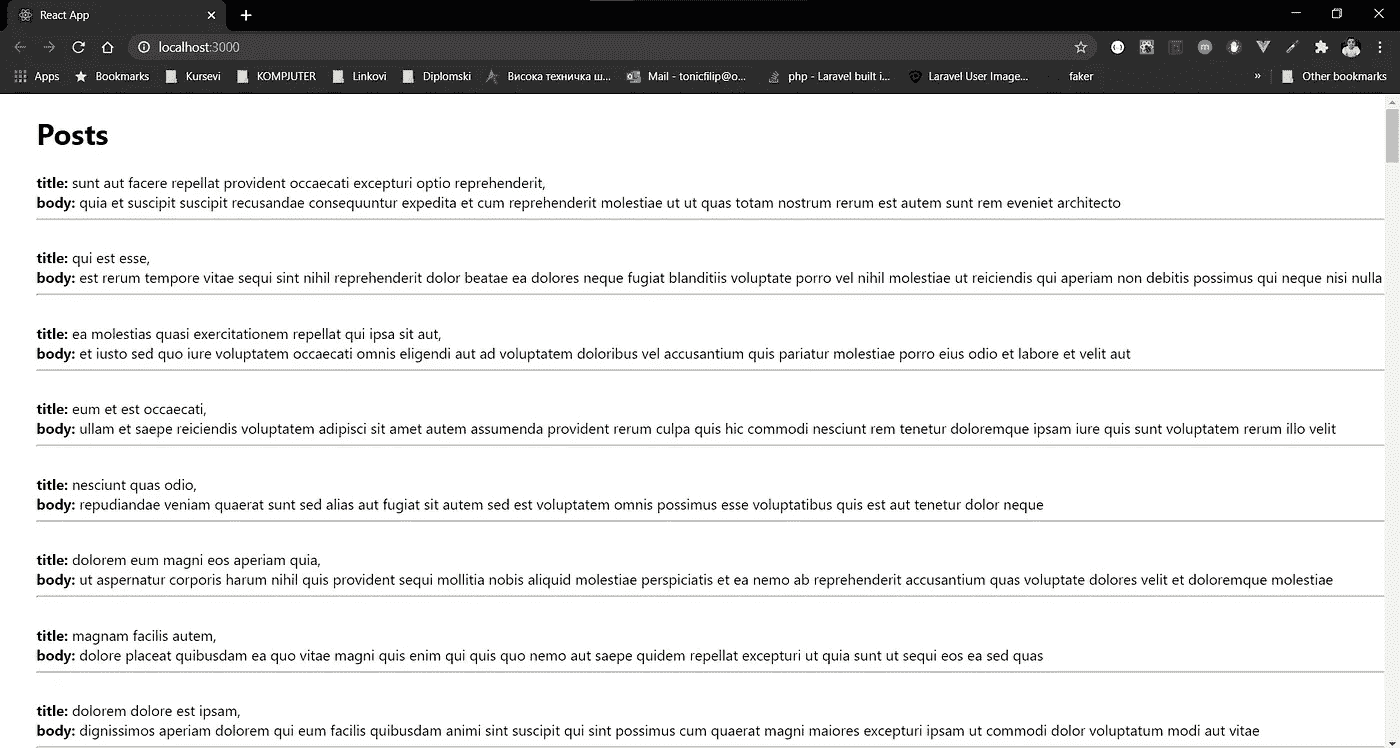 React App
localhost:3000
Apps Bookmarks Kursevi KOMPJUTER Linkovi Diplomski Висока техничка ш... Mail - tonicfilip@o... php - Laravel built i... Laravel User Image... faker » Other bookmarks
Posts
title: sunt aut facere repellat provident occaecati excepturi optio reprehenderit,
body: quia et suscipit suscipit recusandae consequuntur expedita et cum reprehenderit molestiae ut ut quas totam nostrum rerum est autem sunt rem eveniet architecto
title: qui est esse,
body: est rerum tempore vitae sequi sint nihil reprehenderit dolor beatae ea dolores neque fugiat blanditiis voluptate porro vel nihil molestiae ut reiciendis qui aperiam non debitis possimus qui neque nisi nulla
title: ea molestias quasi exercitationem repellat qui ipsa sit aut,
body: et iusto sed quo iure voluptatem occaecati omnis eligendi aut ad voluptatem doloribus vel accusantium quis pariatur molestiae porro eius odio et labore et velit aut
title: eum et est occaecati,
body: ullam et saepe reiciendis voluptatem adipisci sit amet autem assumenda provident rerum culpa quis hic commodi nesciunt rem tenetur doloremque ipsam iure quis sunt voluptatem rerum illo velit
title: nesciunt quas odio,
body: repudiandae veniam quaerat sunt sed alias aut fugiat sit autem sed est voluptatem omnis possimus esse voluptatibus quis est aut tenetur dolor neque
title: dolorem eum magni eos aperiam quia,
body: ut aspernatur corporis harum nihil quis provident sequi mollitia nobis aliquid molestiae perspiciatis et ea nemo ab reprehenderit accusantium quas voluptate dolores velit et doloremque molestiae
title: magnam facilis autem,
body: dolore placeat quibusdam ea quo vitae magni quis enim qui quis quo nemo aut saepe quidem repellat excepturi ut quia sunt ut sequi eos ea sed quas
title: dolorem dolore est ipsam,
body: dignissimos aperiam dolorem qui eum facilis quibusdam animi sint suscipit qui sint possimus cum quaerat magni maiores excepturi ipsam ut commodi dolor voluptatum modi aut vitae